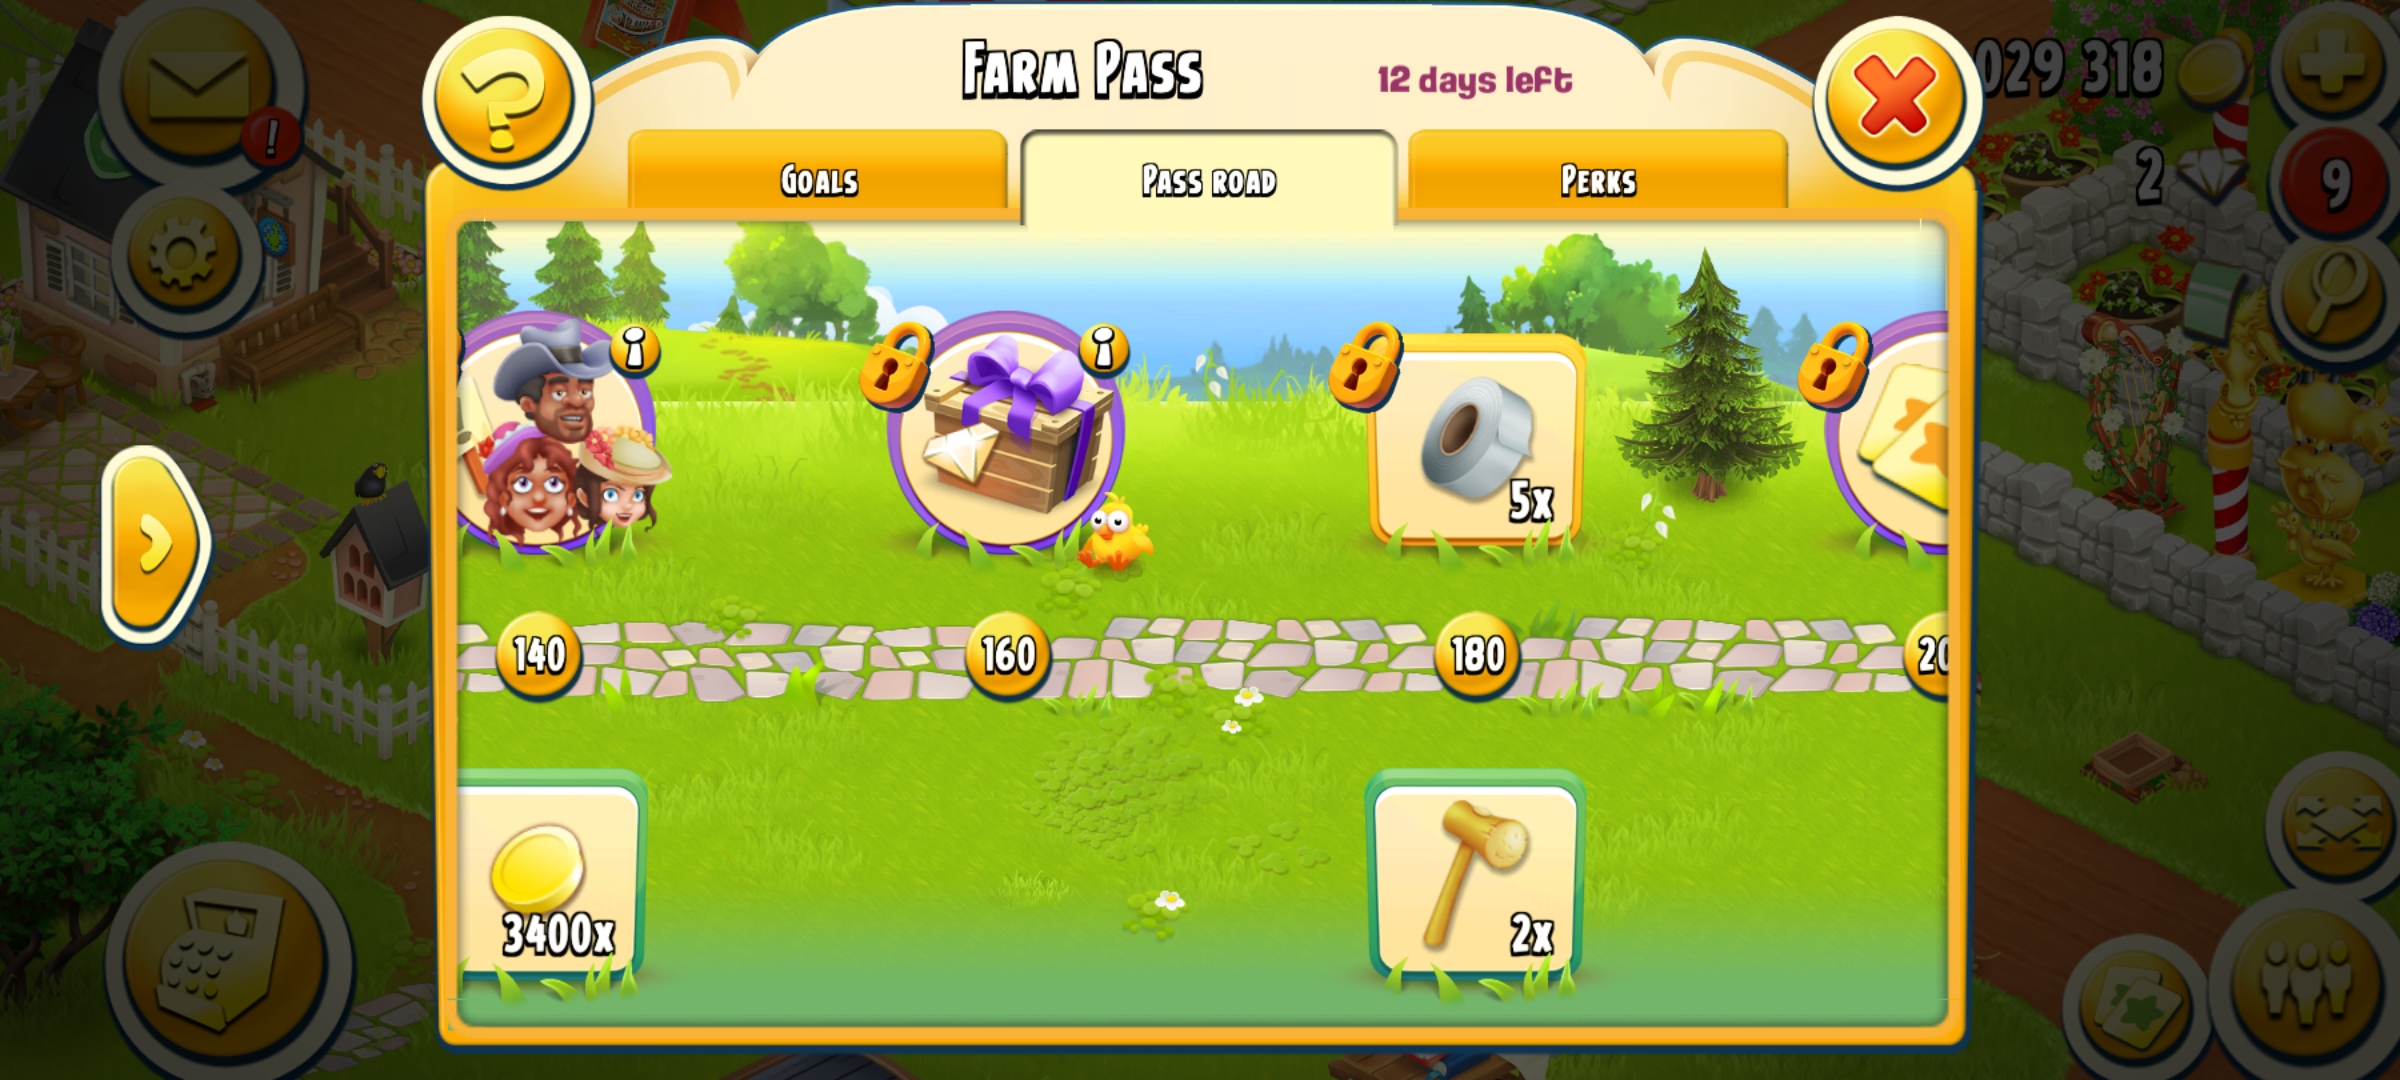 FARM PASS
12 days left
029 318
GOALS
PASS ROAD
PERKS
2
9
5x
140
160
180
3400x
2x